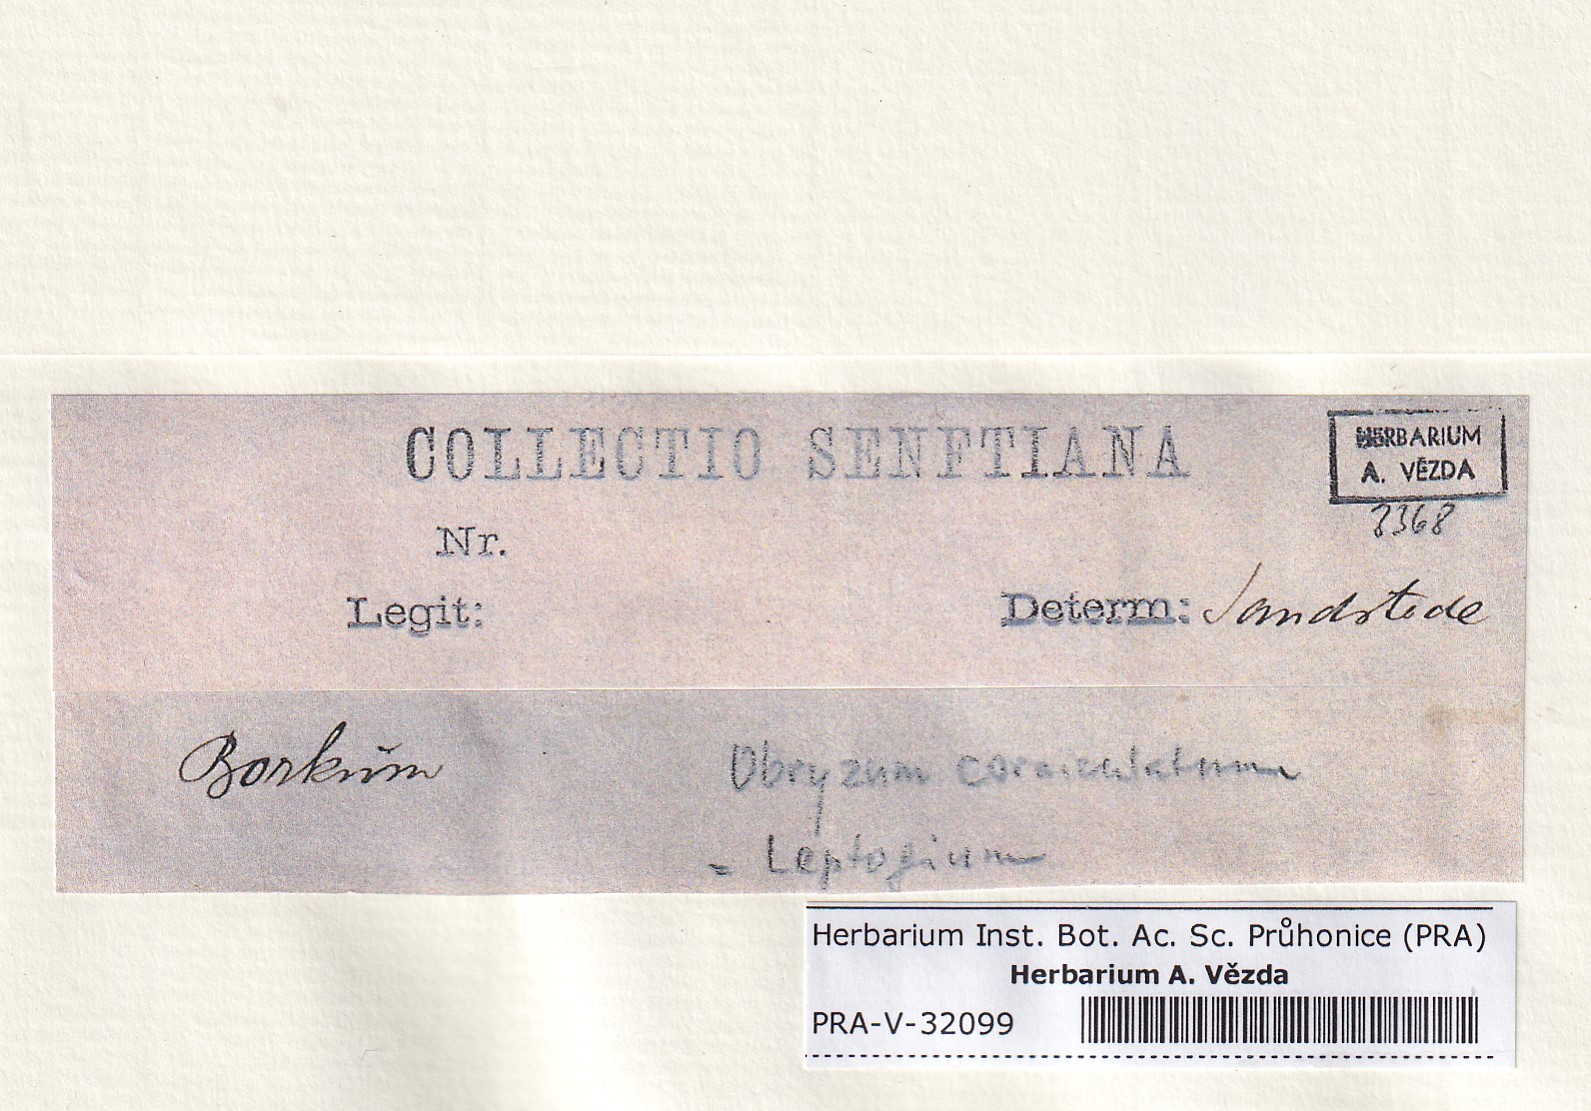 COLLECTIO SENFTIANA
HERBARIUM
A. VĚZDA
8368
Nr.
Legit:
Determ: Sandstede
Borkŭm
Obryzum corniculatum
= Leptogium
Herbarium Inst. Bot. Ac. Sc. Průhonice (PRA)
Herbarium A. Vězda
PRA-V-32099